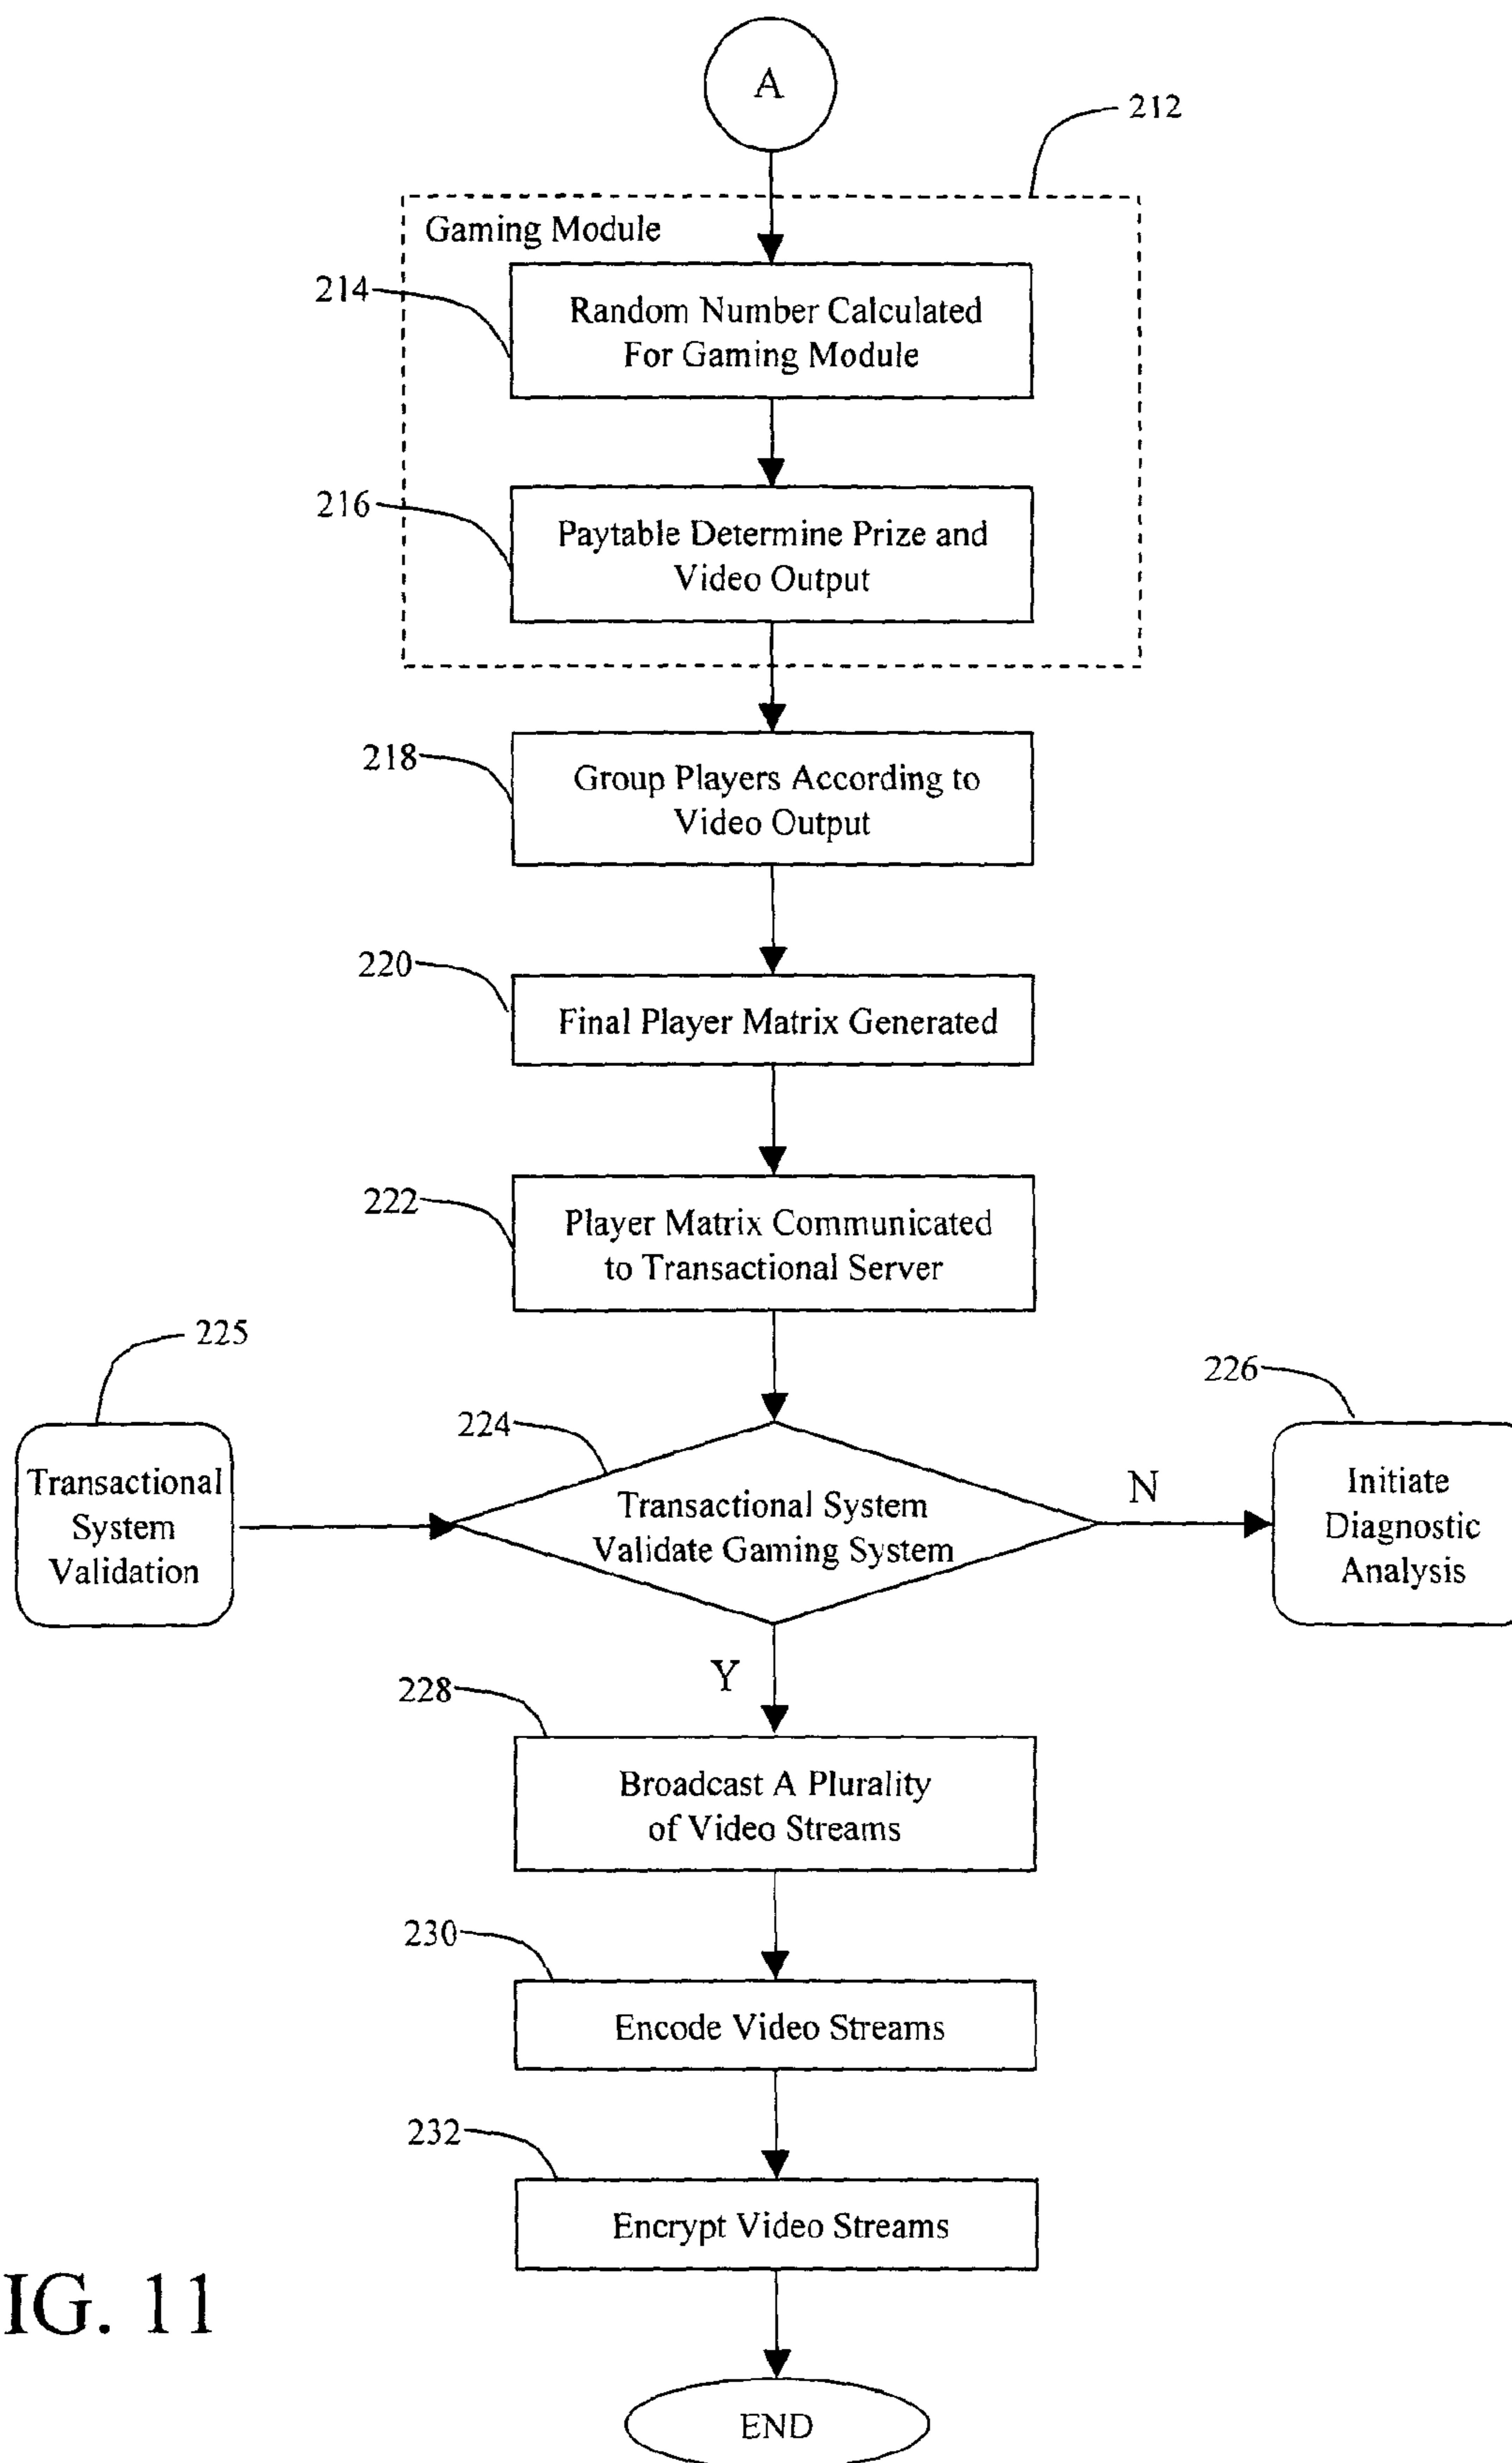 A
212
Gaming Module
214
Random Number Calculated
For Gaming Module
216
Paytable Determine Prize and
Video Output
218
Group Players According to
Video Output
220
Final Player Matrix Generated
222
Player Matrix Communicated
to Transactional Server
225
Transactional
System
Validation
224
Transactional System
Validate Gaming System
N
226
Initiate
Diagnostic
Analysis
Y
228
Broadcast A Plurality
of Video Streams
230
Encode Video Streams
232
Encrypt Video Streams
IG. 11
END